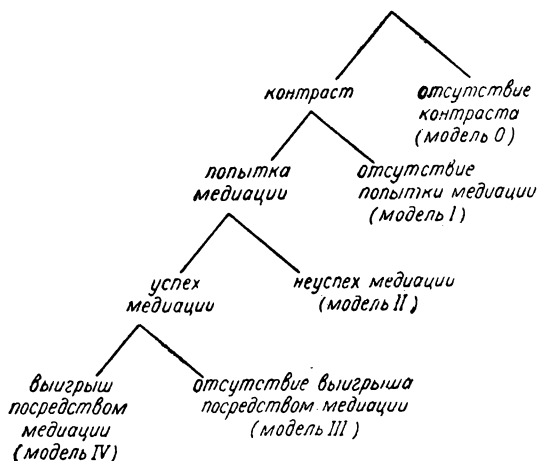 контраст
отсутствие
контраста
(модель 0)
попытка
медиации
отсутствие
попытки медиации
(модель I)
успех
медиации
неуспех медиации
(модель II)
выигрыш
посредством
медиации
(модель IV)
отсутствие выигрыша
посредством медиации
(модель III)